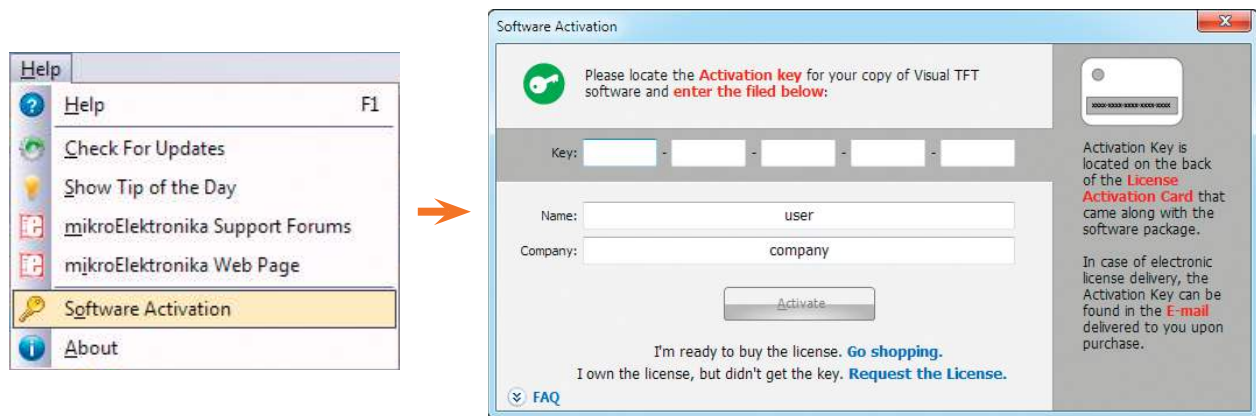 Help
Help F1
Check For Updates
Show Tip of the Day
mikroElektronika Support Forums
mikroElektronika Web Page
Software Activation
About
Software Activation
Please locate the Activation key for your copy of Visual TFT
software and enter the filed below:
Key: - - - -
Name: user
Company: company
Activate
I'm ready to buy the license. Go shopping.
I own the license, but didn't get the key. Request the License.
FAQ
xxxx-xxxx-xxxx-xxxx-xxxx
Activation Key is
located on the back
of the License
Activation Card that
came along with the
software package.
In case of electronic
license delivery, the
Activation Key can be
found in the E-mail
delivered to you upon
purchase.